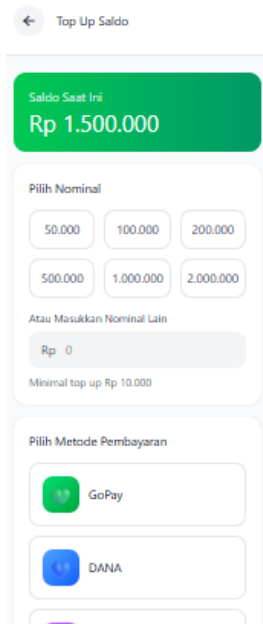 Top Up Saldo
Saldo Saat Ini
Rp 1.500.000
Pilih Nominal
50.000 100.000 200.000
500.000 1.000.000 2.000.000
Atau Masukkan Nominal Lain
Rp 0
Minimal top up Rp 10.000
Pilih Metode Pembayaran
GoPay
DANA